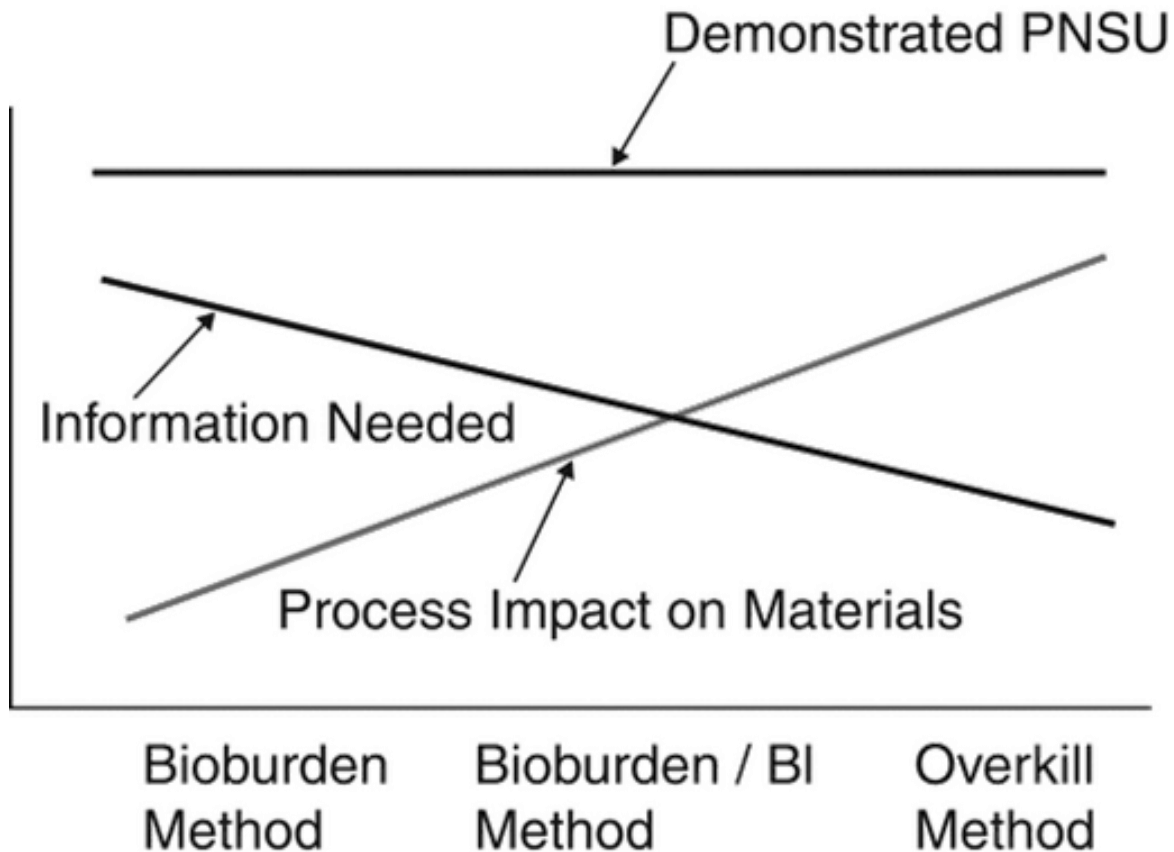 Demonstrated PNSU
Information Needed
Process Impact on Materials
Bioburden
Method
Bioburden / BI
Method
Overkill
Method